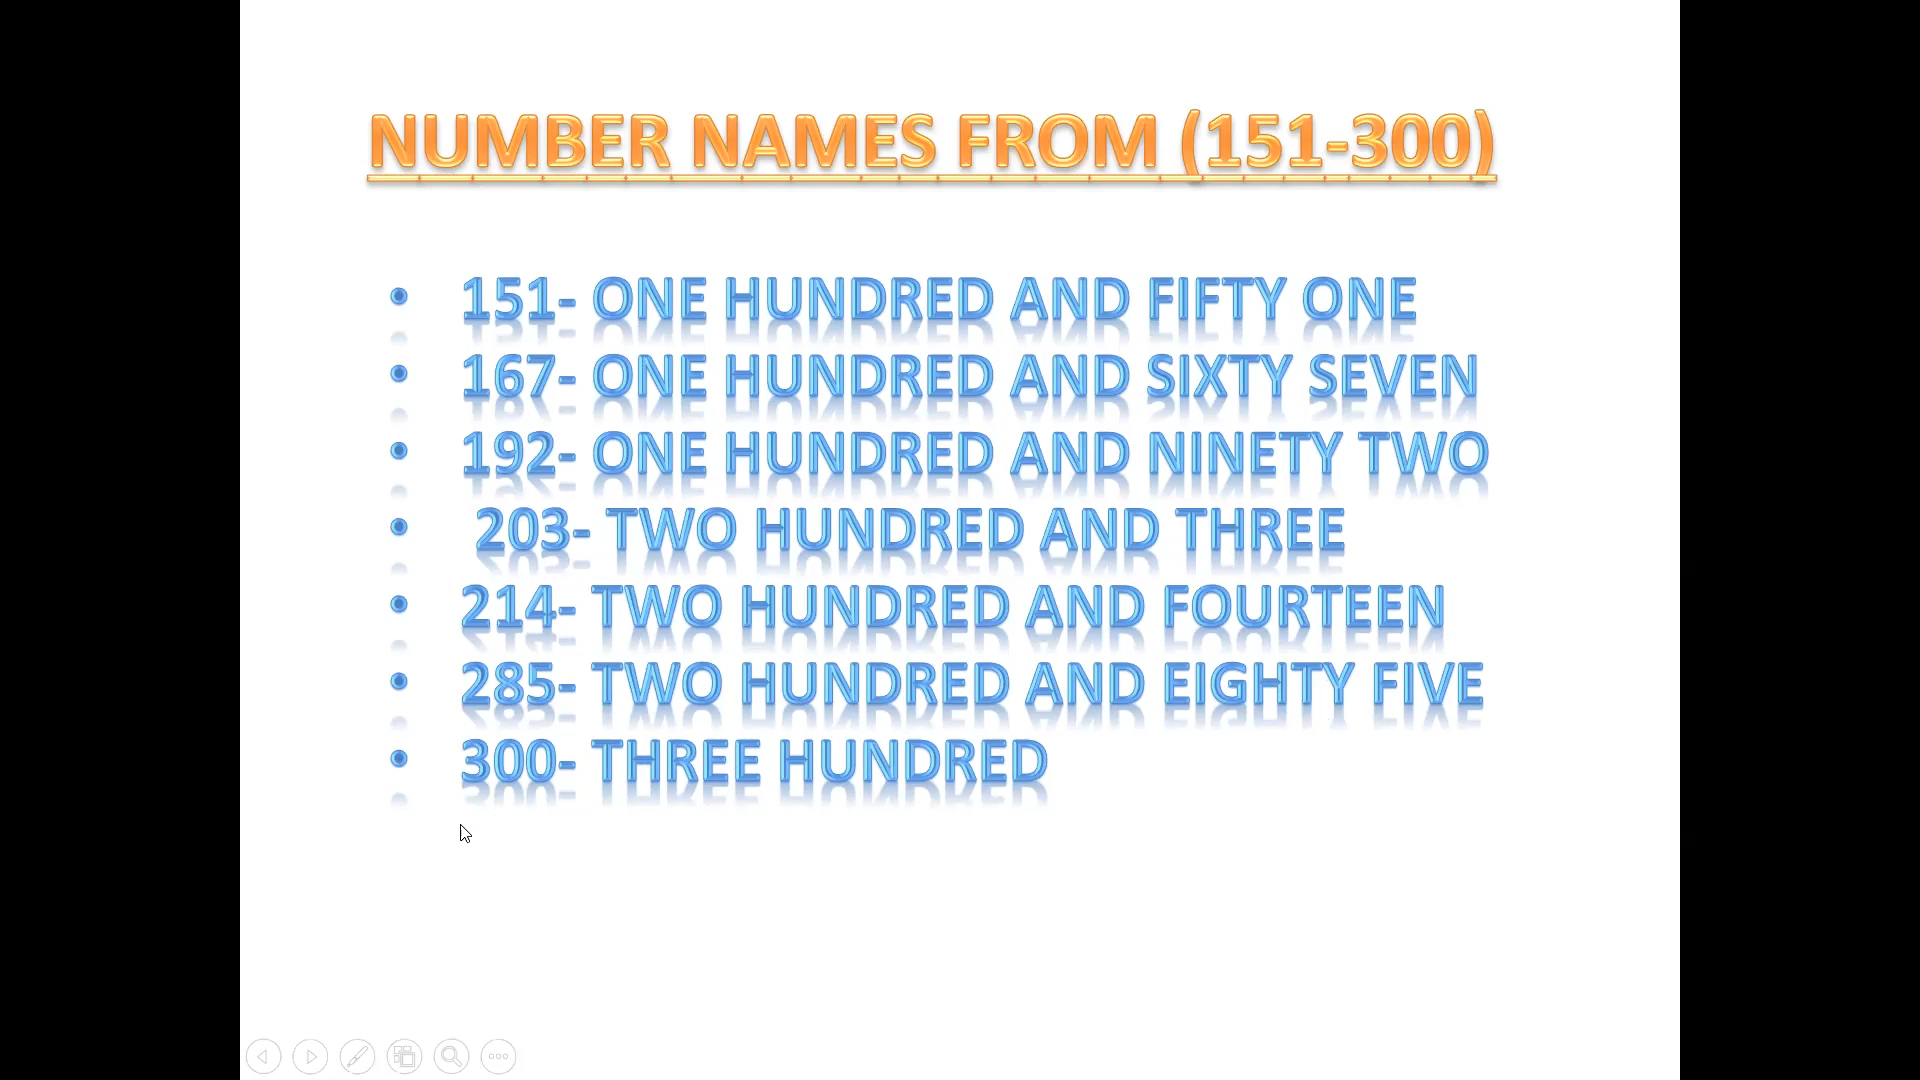 NUMBER NAMES FROM (151-300)
• 151- ONE HUNDRED AND FIFTY ONE
• 167- ONE HUNDRED AND SIXTY SEVEN
• 192- ONE HUNDRED AND NINETY TWO
• 203- TWO HUNDRED AND THREE
• 214- TWO HUNDRED AND FOURTEEN
• 285- TWO HUNDRED AND EIGHTY FIVE
• 300- THREE HUNDRED